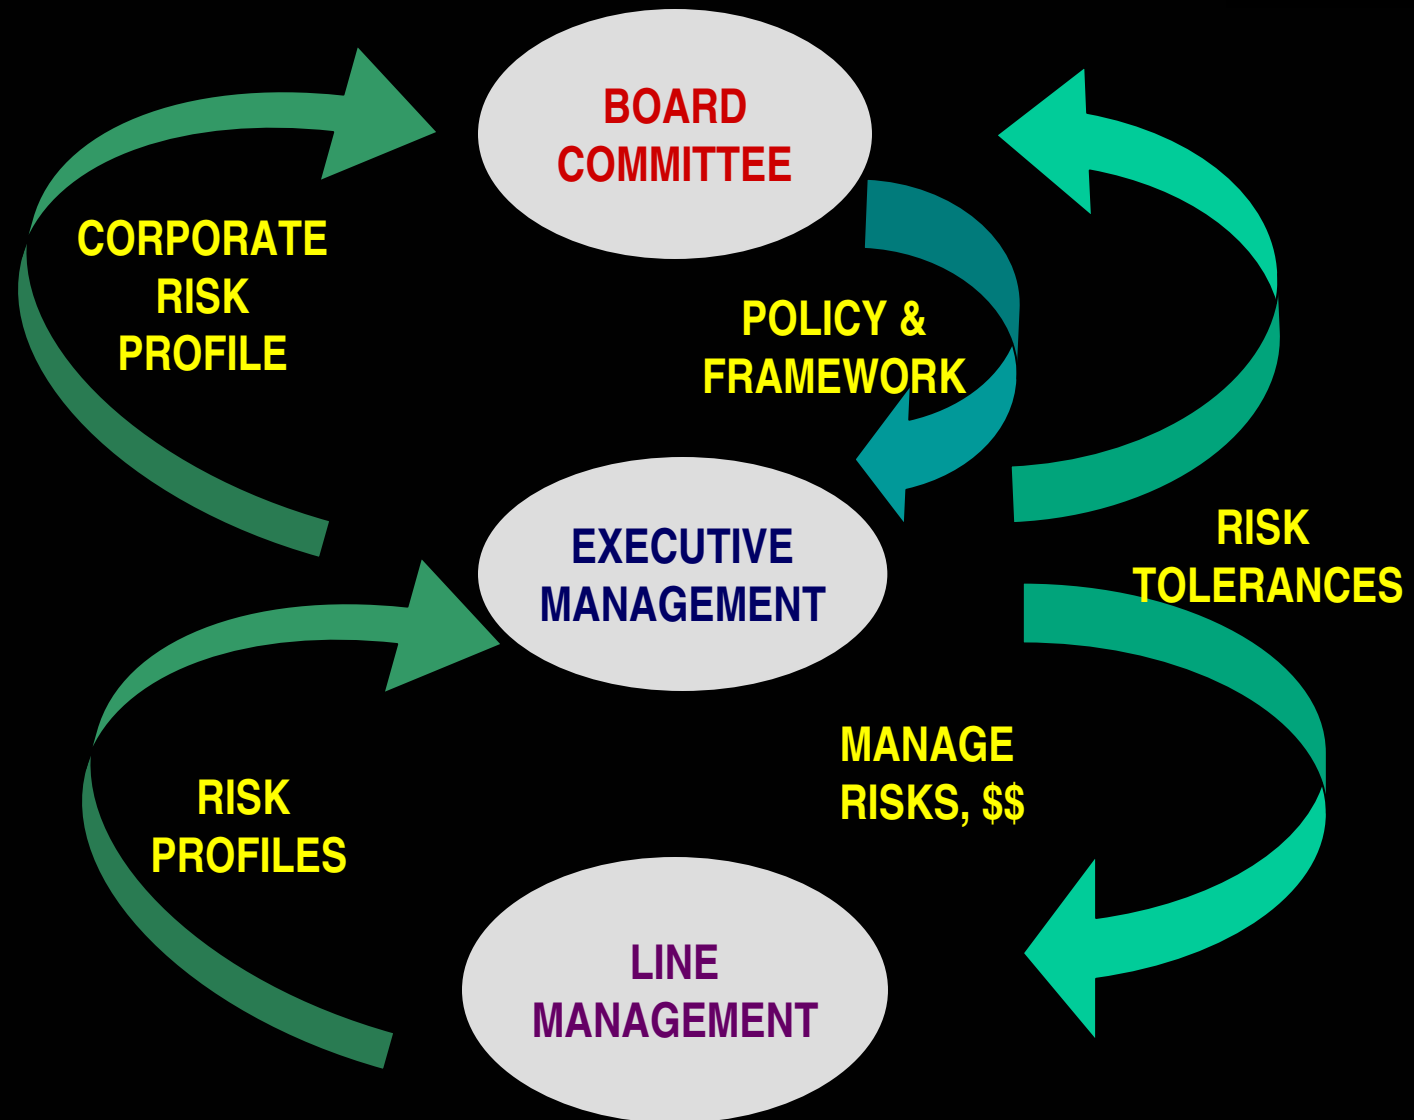 BOARD
COMMITTEE
CORPORATE
RISK
PROFILE
POLICY &
FRAMEWORK
EXECUTIVE
MANAGEMENT
RISK
TOLERANCES
MANAGE
RISKS, $$
RISK
PROFILES
LINE
MANAGEMENT